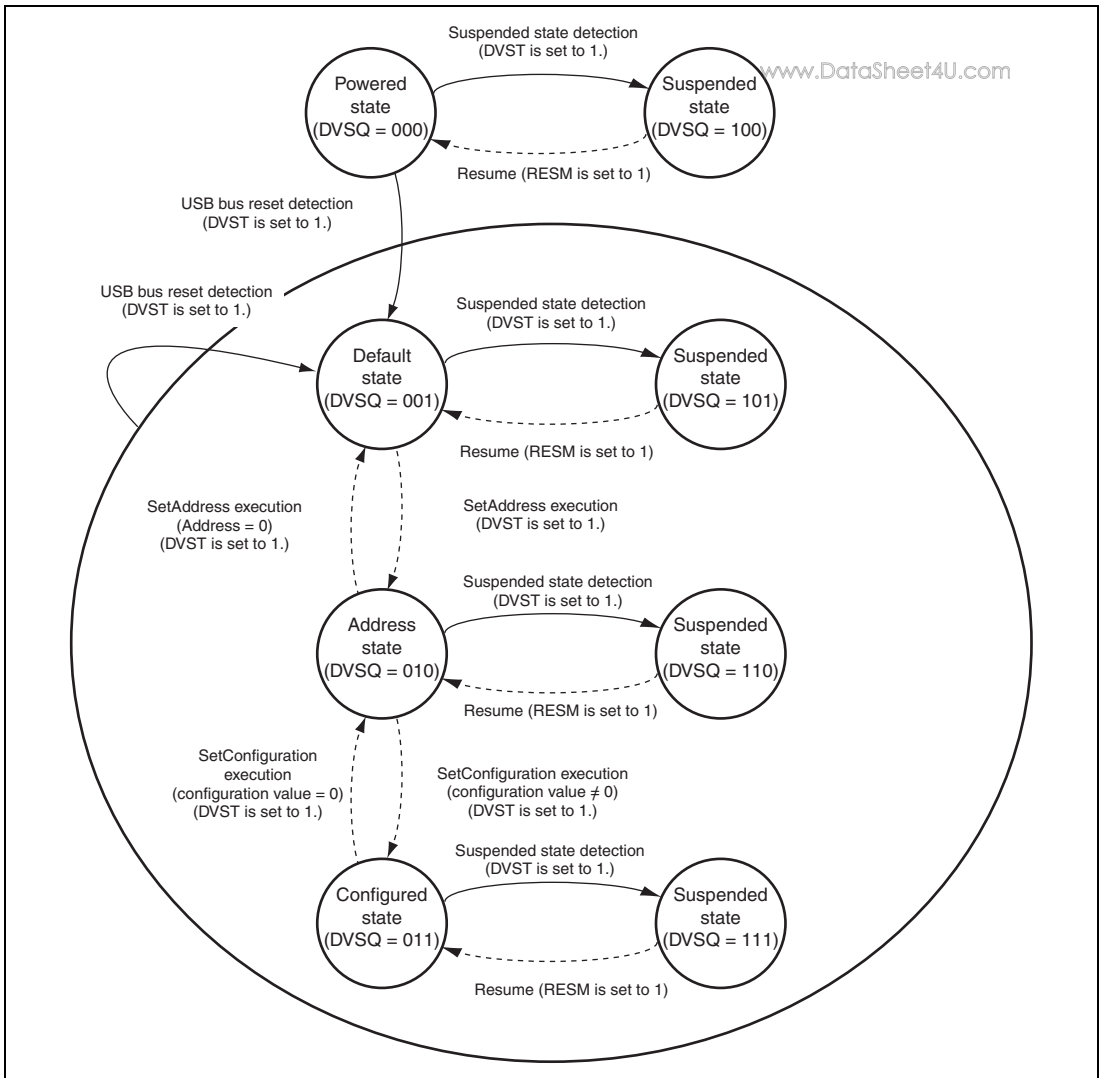 Suspended state detection
(DVST is set to 1.)
www.DataSheet4U.com
Powered
state
(DVSQ = 000)
Suspended
state
(DVSQ = 100)
Resume (RESM is set to 1)
USB bus reset detection
(DVST is set to 1.)
USB bus reset detection
(DVST is set to 1.)
Suspended state detection
(DVST is set to 1.)
Default
state
(DVSQ = 001)
Suspended
state
(DVSQ = 101)
Resume (RESM is set to 1)
SetAddress execution
(Address = 0)
(DVST is set to 1.)
SetAddress execution
(DVST is set to 1.)
Suspended state detection
(DVST is set to 1.)
Address
state
(DVSQ = 010)
Suspended
state
(DVSQ = 110)
Resume (RESM is set to 1)
SetConfiguration
execution
(configuration value = 0)
(DVST is set to 1.)
SetConfiguration execution
(configuration value ≠ 0)
(DVST is set to 1.)
Suspended state detection
(DVST is set to 1.)
Configured
state
(DVSQ = 011)
Suspended
state
(DVSQ = 111)
Resume (RESM is set to 1)